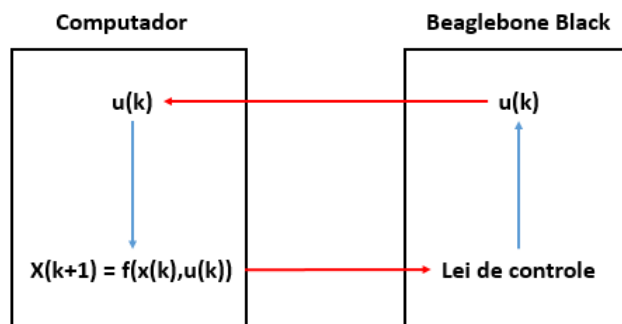 Computador
Beaglebone Black
u(k)
u(k)
X(k+1) = f(x(k),u(k))
Lei de controle